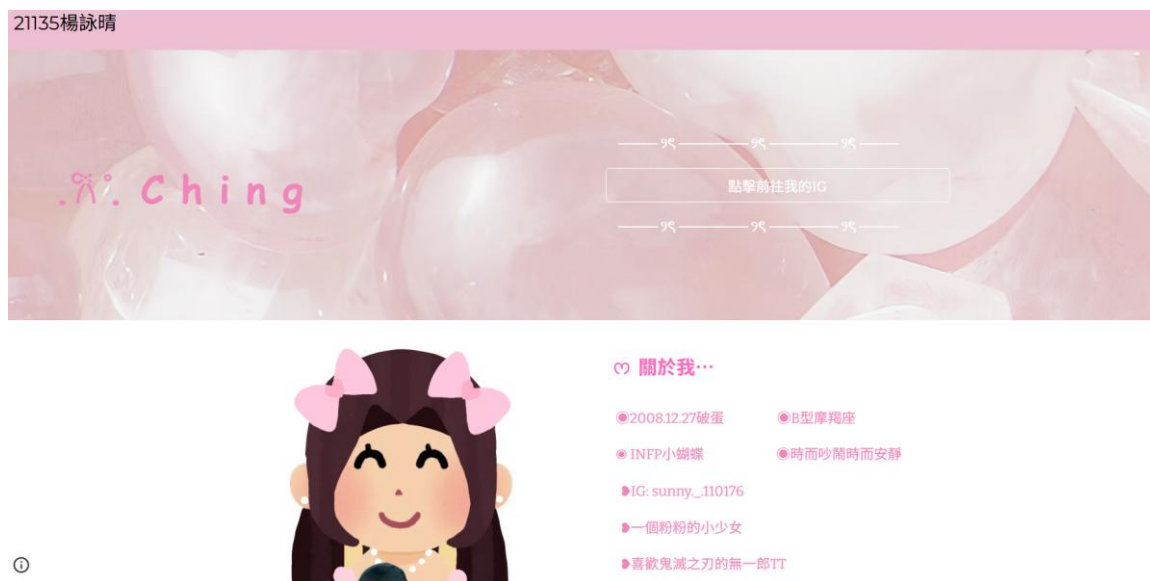 21135楊詠晴
Ching
點擊前往我的IG
ෆ 關於我…
◉2008.12.27破蛋
◉B型摩羯座
◉ INFP小蝴蝶
◉時而吵鬧時而安靜
❥IG: sunny._.110176
❥一個粉粉的小少女
❥喜歡鬼滅之刃的無一郎TT